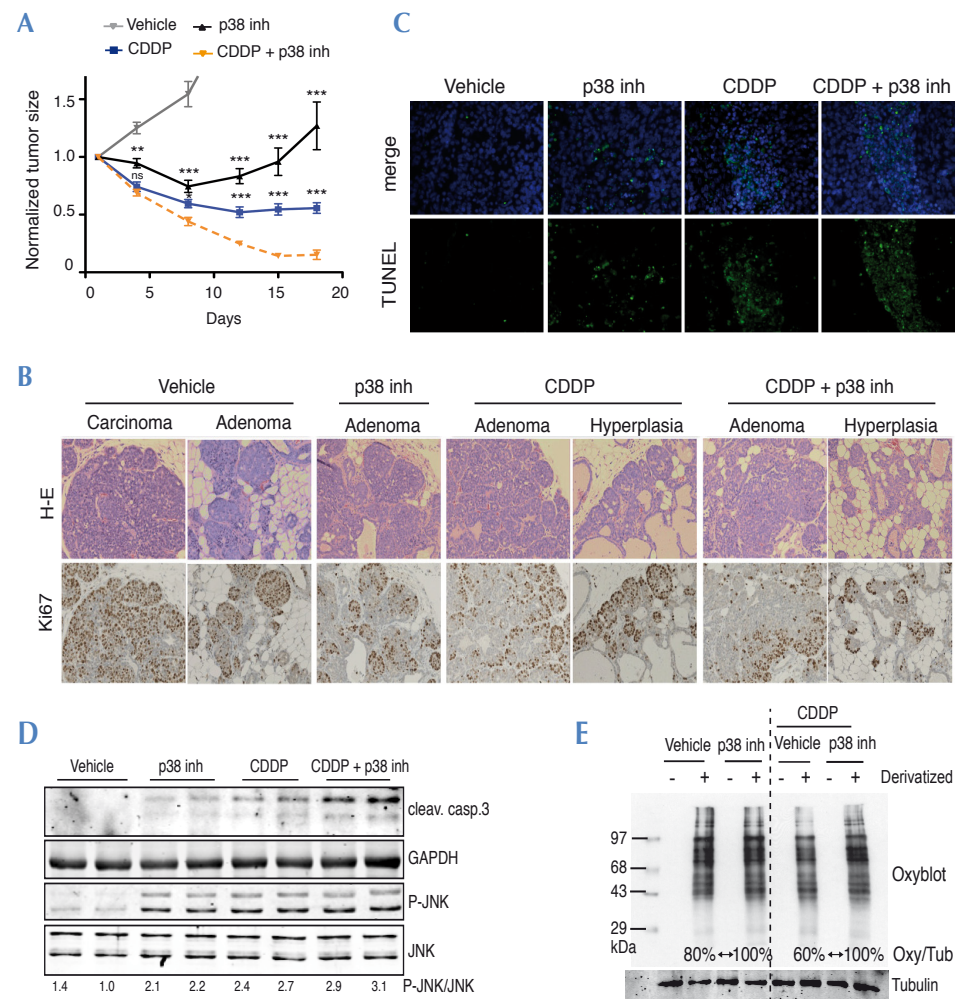 A
Vehicle
p38 inh
CDDP
CDDP + p38 inh
Normalized tumor size
1.5
1.0
0.5
0
**
ns
***
*
***
***
***
***
***
***
0 5 10 15 20
Days
C
Vehicle p38 inh CDDP CDDP + p38 inh
merge
TUNEL
B
Vehicle p38 inh CDDP CDDP + p38 inh
Carcinoma Adenoma Adenoma Adenoma Hyperplasia Adenoma Hyperplasia
H-E
Ki67
D
Vehicle p38 inh CDDP CDDP + p38 inh
cleav. casp.3
GAPDH
P-JNK
JNK
1.4 1.0 2.1 2.2 2.4 2.7 2.9 3.1 P-JNK/JNK
E
CDDP
Vehicle p38 inh Vehicle p38 inh
- + - + - + - + Derivatized
97
68
43
29
kDa
Oxyblot
80% ↔100% 60% ↔100% Oxy/Tub
Tubulin